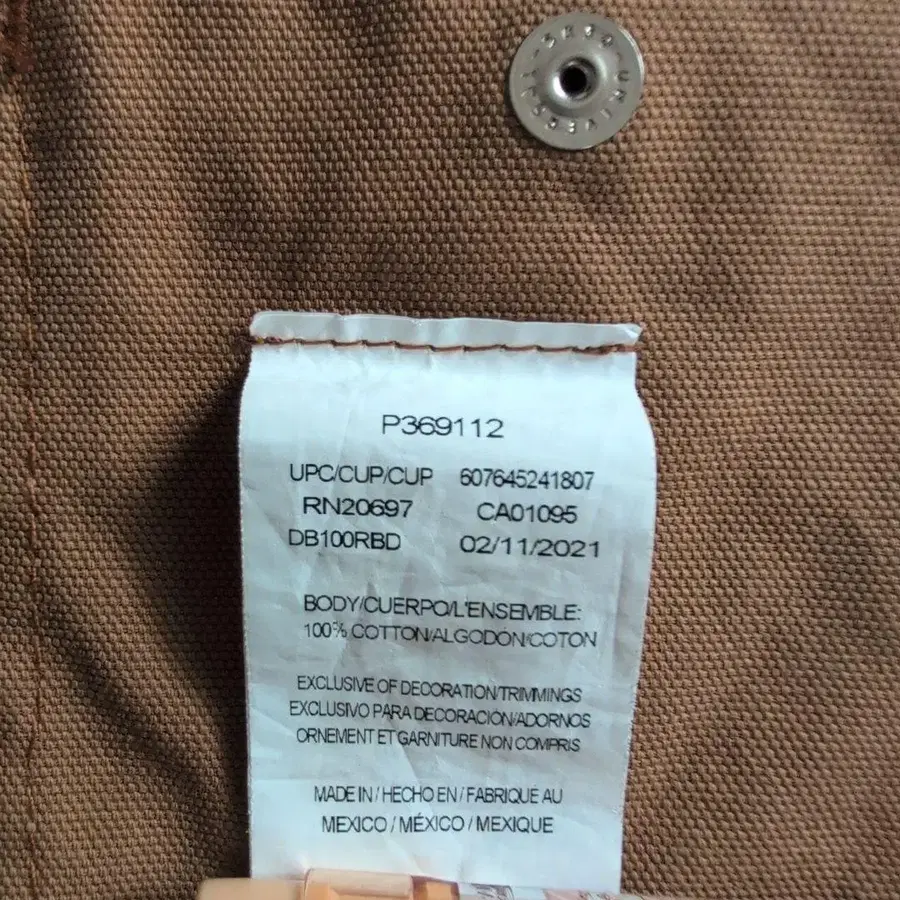 P369112
UPC/CUP/CUP 607645241807
RN20697 CA01095
DB100RBD 02/11/2021
BODY/CUERPO/L'ENSEMBLE:
100% COTTON/ALGODÓN/COTON
EXCLUSIVE OF DECORATION/TRIMMINGS
EXCLUSIVO PARA DECORACIÓN/ADORNOS
ORNEMENT ET GARNITURE NON COMPRIS
MADE IN / HECHO EN / FABRIQUÉ AU
MEXICO / MÉXICO / MEXIQUE